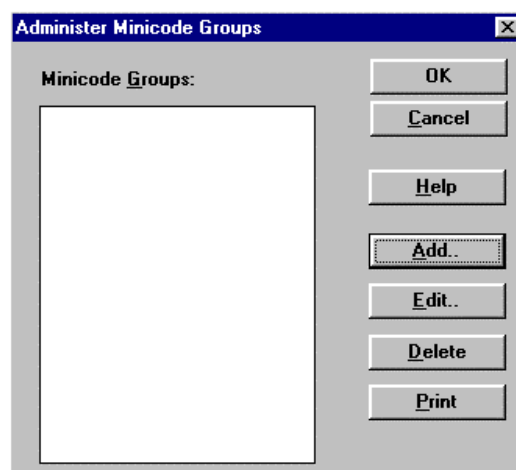 Administer Minicode Groups
Minicode Groups:
OK
Cancel
Help
Add..
Edit..
Delete
Print